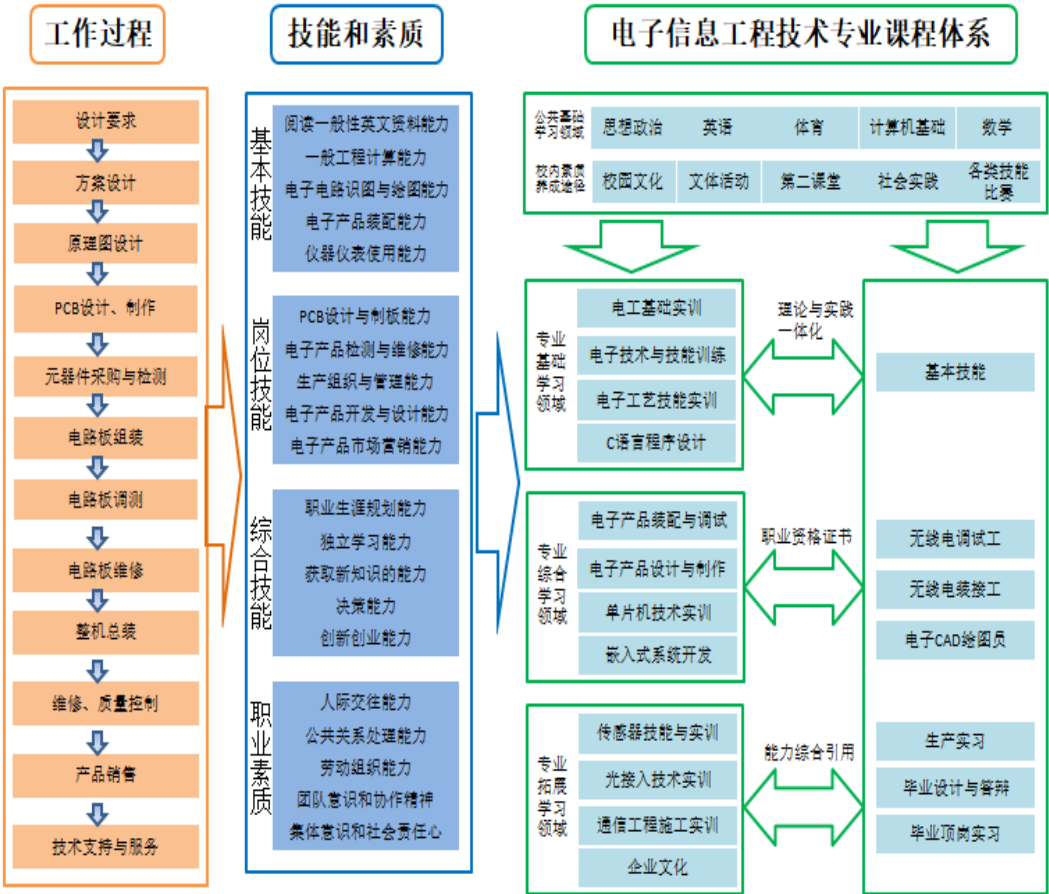 工作过程
技能和素质
电子信息工程技术专业课程体系
设计要求
方案设计
原理图设计
PCB设计、制作
元器件采购与检测
电路板组装
电路板调测
电路板维修
整机总装
维修、质量控制
产品销售
技术支持与服务
基本技能
阅读一般性英文资料能力
一般工程计算能力
电子电路识图与绘图能力
电子产品装配能力
仪器仪表使用能力
岗位技能
PCB设计与制板能力
电子产品检测与维修能力
生产组织与管理能力
电子产品开发与设计能力
电子产品市场营销能力
综合技能
职业生涯规划能力
独立学习能力
获取新知识的能力
决策能力
创新创业能力
职业素质
人际交往能力
公共关系处理能力
劳动组织能力
团队意识和协作精神
集体意识和社会责任心
公共基础
学习领域
思想政治
英语
体育
计算机基础
数学
校内素质
养成途径
校园文化
文体活动
第二课堂
社会实践
各类技能
比赛
专业
基础
学习
领域
电工基础实训
电子技术与技能训练
电子工艺技能实训
C语言程序设计
理论与实践
一体化
基本技能
专业
综合
学习
领域
电子产品装配与调试
电子产品设计与制作
单片机技术实训
嵌入式系统开发
职业资格证书
无线电调试工
无线电装接工
电子CAD绘图员
专业
拓展
学习
领域
传感器技能与实训
光接入技术实训
通信工程施工实训
企业文化
能力综合引用
生产实习
毕业设计与答辩
毕业顶岗实习